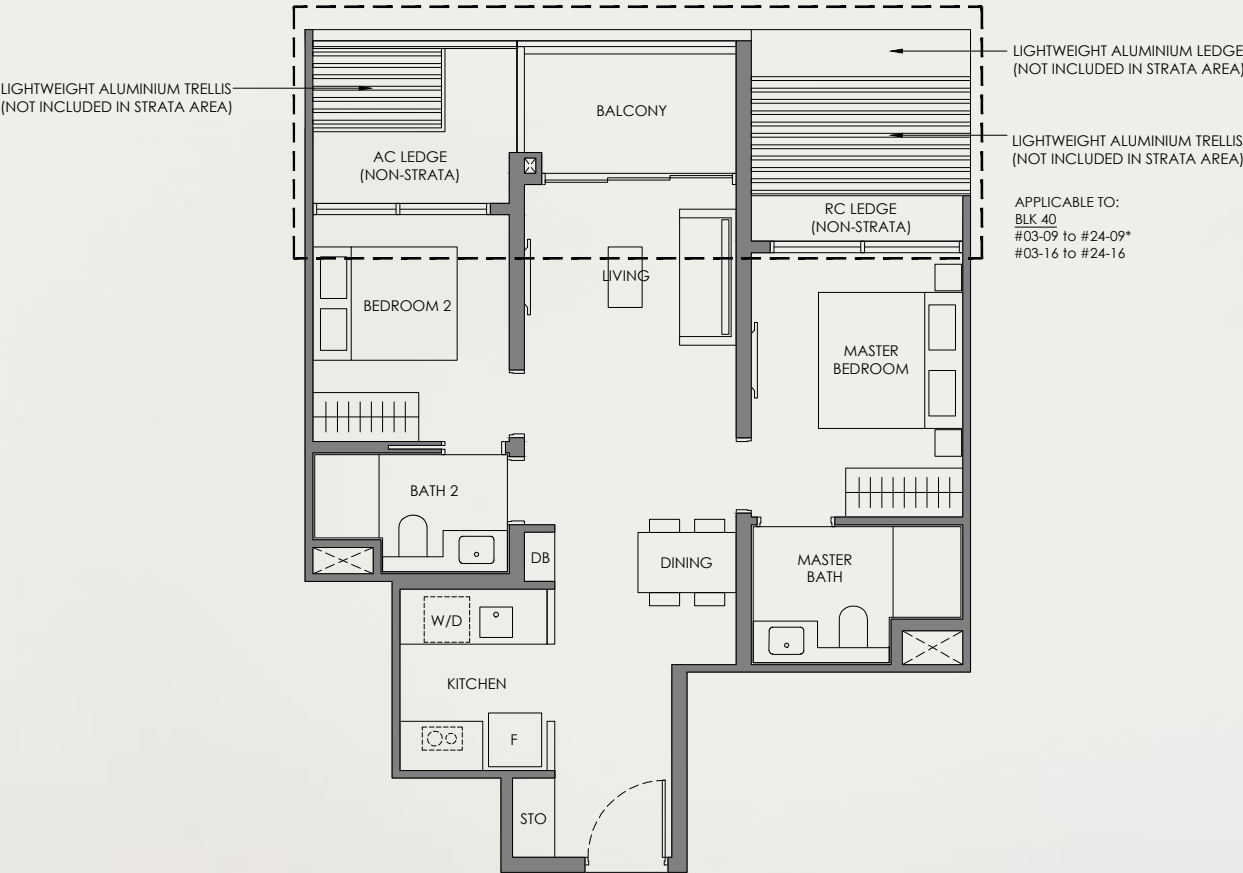 LIGHTWEIGHT ALUMINIUM LEDGE
(NOT INCLUDED IN STRATA AREA)
LIGHTWEIGHT ALUMINIUM TRELLIS
(NOT INCLUDED IN STRATA AREA)
BALCONY
LIGHTWEIGHT ALUMINIUM TRELLIS
(NOT INCLUDED IN STRATA AREA)
AC LEDGE
(NON-STRATA)
RC LEDGE
(NON-STRATA)
APPLICABLE TO:
BLK 40
#03-09 to #24-09*
#03-16 to #24-16
LIVING
BEDROOM 2
MASTER
BEDROOM
BATH 2
DB
DINING
MASTER
BATH
W/D
KITCHEN
F
STO